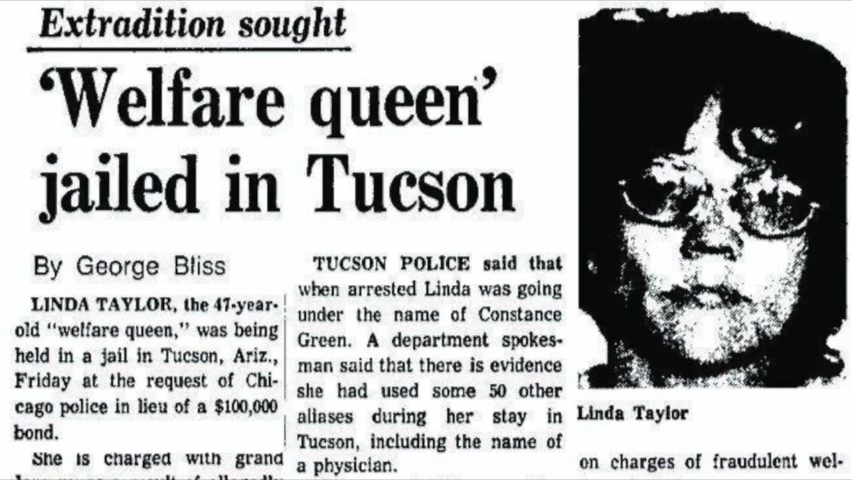 Extradition sought
‘Welfare queen’
jailed in Tucson
By George Bliss
LINDA TAYLOR, the 47-year-
old "welfare queen," was being
held in a jail in Tucson, Ariz.,
Friday at the request of Chi-
cago police in lieu of a $100,000
bond.
She is charged with grand
TUCSON POLICE said that
when arrested Linda was going
under the name of Constance
Green. A department spokes-
man said that there is evidence
she had used some 50 other
aliases during her stay in
Tucson, including the name of
a physician.
Linda Taylor
on charges of fraudulent wel-